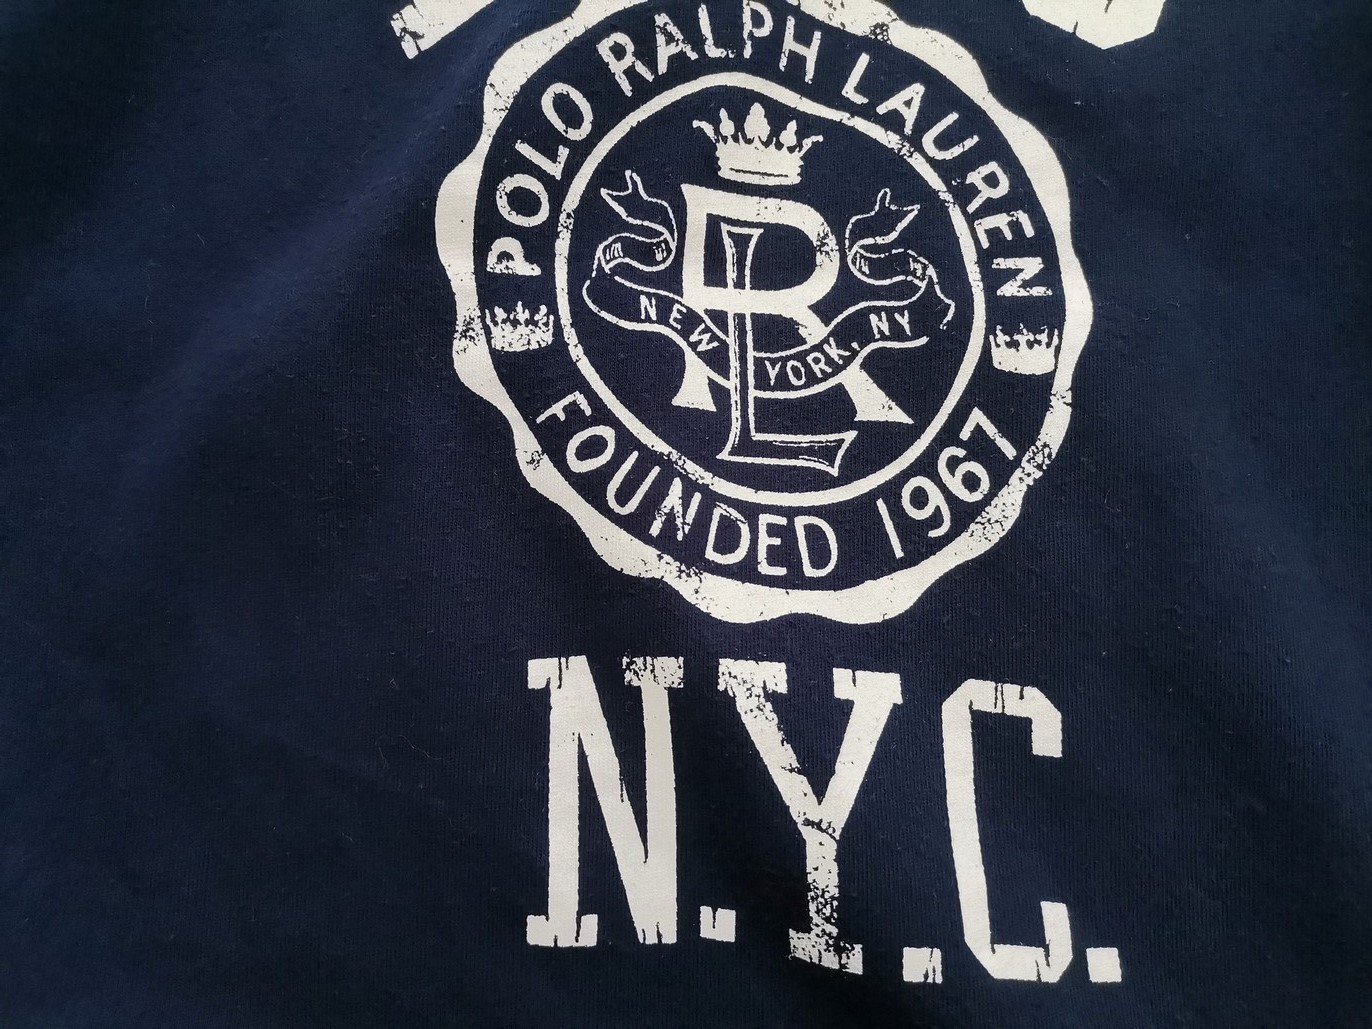 POLO RALPH LAUREN
RL
NEW YORK, NY
FOUNDED 1967
N.Y.C.